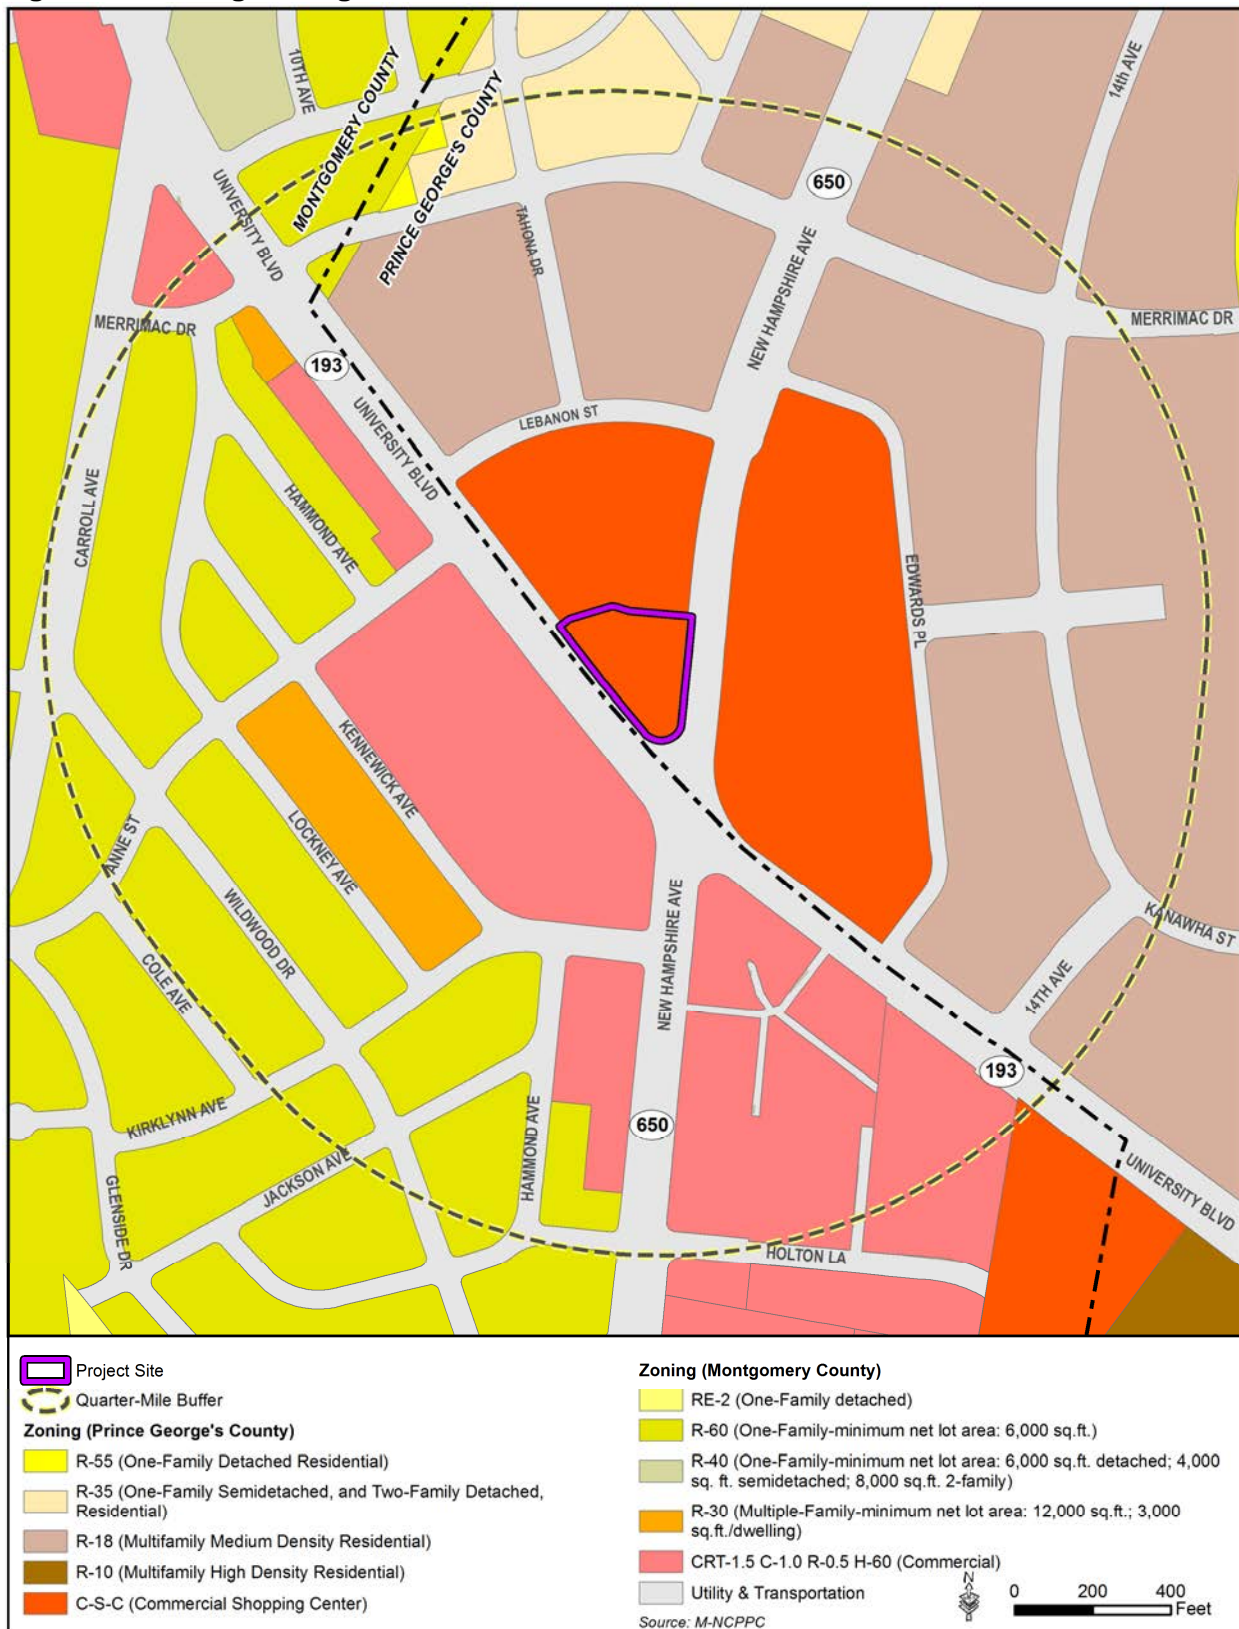 10TH AVE
MONTGOMERY COUNTY
PRINCE GEORGE'S COUNTY
14th AVE
650
UNIVERSITY BLVD
TAHONA DR
NEW HAMPSHIRE AVE
MERRIMAC DR
MERRIMAC DR
193
UNIVERSITY BLVD
LEBANON ST
CARROLL AVE
HAMMOND AVE
EDWARDS PL
KENNEWICK AVE
LOCKNEY AVE
ANNE ST
WILDWOOD DR
NEW HAMPSHIRE AVE
KANAWHA ST
COLE AVE
14TH AVE
193
KIRKLYNN AVE
HAMMOND AVE
650
JACKSON AVE
GLENSIDE DR
UNIVERSITY BLVD
HOLTON LA
Project Site
Quarter-Mile Buffer
Zoning (Prince George's County)
R-55 (One-Family Detached Residential)
R-35 (One-Family Semidetached, and Two-Family Detached,
Residential)
R-18 (Multifamily Medium Density Residential)
R-10 (Multifamily High Density Residential)
C-S-C (Commercial Shopping Center)
Zoning (Montgomery County)
RE-2 (One-Family detached)
R-60 (One-Family-minimum net lot area: 6,000 sq.ft.)
R-40 (One-Family-minimum net lot area: 6,000 sq.ft. detached; 4,000
sq. ft. semidetached; 8,000 sq.ft. 2-family)
R-30 (Multiple-Family-minimum net lot area: 12,000 sq.ft.; 3,000
sq.ft./dwelling)
CRT-1.5 C-1.0 R-0.5 H-60 (Commercial)
Utility & Transportation
Source: M-NCPPC
N
0 200 400
Feet